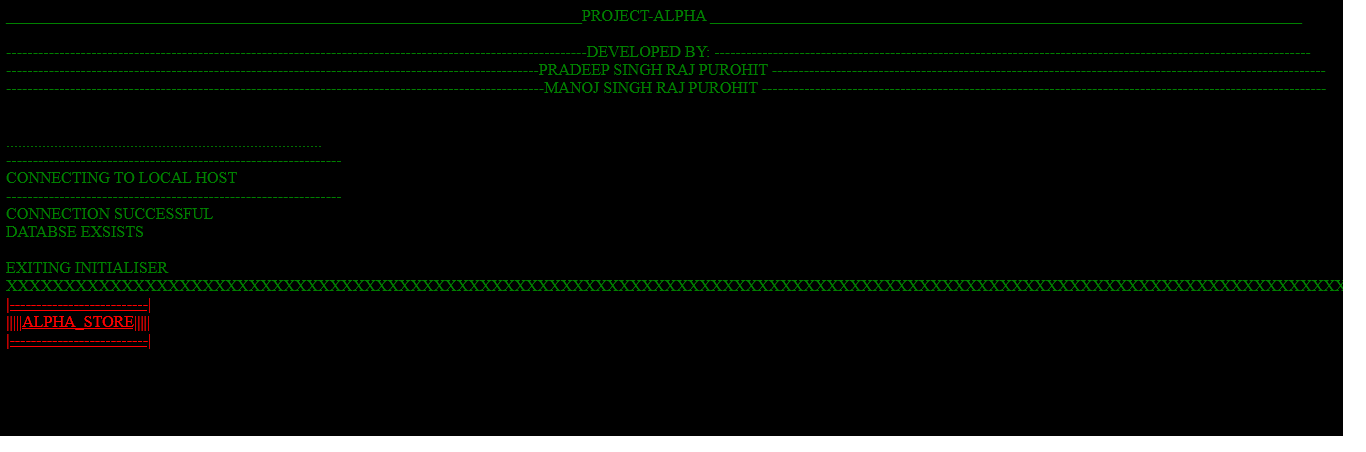 PROJECT-ALPHA
DEVELOPED BY:
PRADEEP SINGH RAJ PUROHIT
MANOJ SINGH RAJ PUROHIT
CONNECTING TO LOCAL HOST
CONNECTION SUCCESSFUL
DATABSE EXSISTS
EXITING INITIALISER
XXXXXXXXXXXXXXXXXXXXXXXXXXXXXXXXXXXXXXXXXXXXXXXXXXXXXXXXXXXXXXXXXXXXXXXXXXXXXXXXXXXXXXXXXXXXXXXXXXXXXXXXXXXXXXXX
|--------------------------|
|||||ALPHA_STORE|||||
|--------------------------|